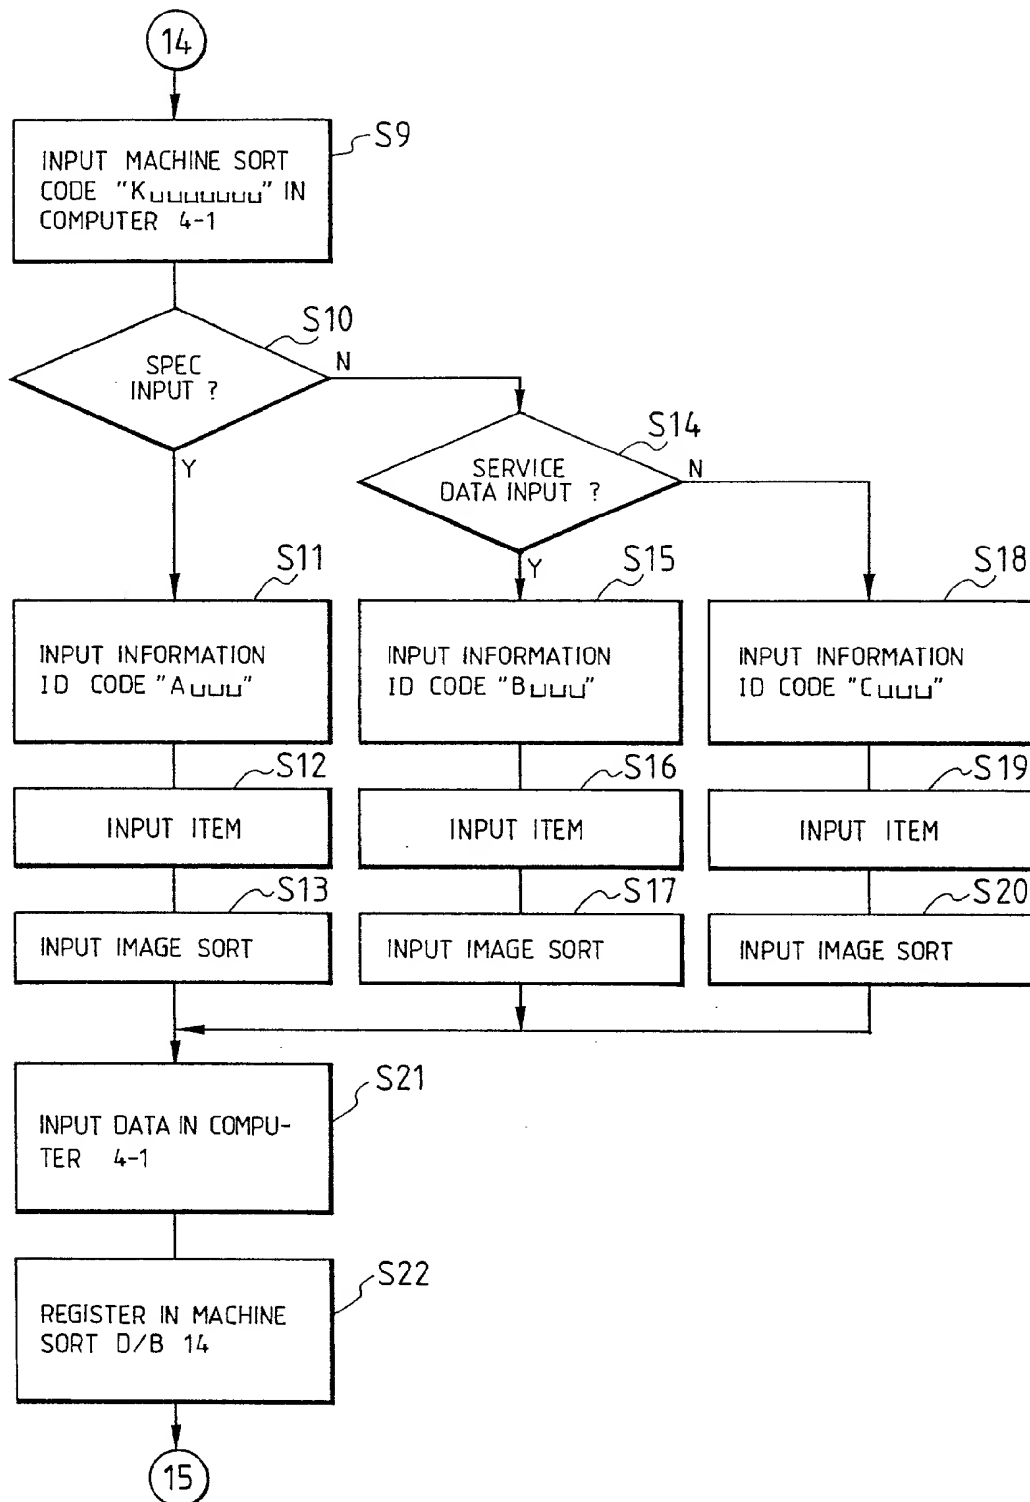 14
S9
INPUT MACHINE SORT
CODE "K␣␣␣␣␣␣␣" IN
COMPUTER 4-1
S10
SPEC
INPUT ?
N
Y
S14
SERVICE
DATA INPUT ?
N
Y
S11
INPUT INFORMATION
ID CODE "A␣␣␣"
S15
INPUT INFORMATION
ID CODE "B␣␣␣"
S18
INPUT INFORMATION
ID CODE "C␣␣␣"
S12
INPUT ITEM
S16
INPUT ITEM
S19
INPUT ITEM
S13
INPUT IMAGE SORT
S17
INPUT IMAGE SORT
S20
INPUT IMAGE SORT
S21
INPUT DATA IN COMPU-
TER 4-1
S22
REGISTER IN MACHINE
SORT D/B 14
15